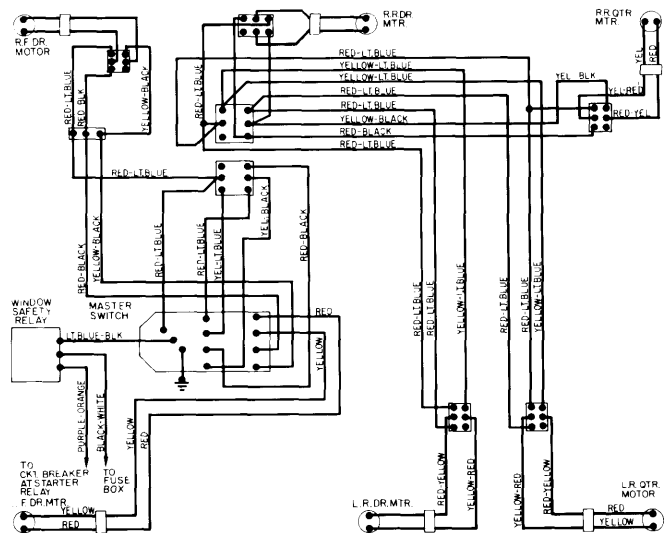 R.F. DR.
MOTOR
R.R.DR
MTR.
R.R.QTR
MTR.
YEL
RED
RED-LT.BLUE
YELLOW-LT.BLUE
YELLOW-LT.BLUE
YEL BLK
RED-LT.BLUE
YEL-RED
RED-LT.BLUE
YELLOW-BLACK
RED-YEL
RED-BLACK
RED-LT.BLUE
RED-LT.BLUE
RED BLK
YELLOW-BLACK
RED-LT.BLUE
RED-BLACK
YELLOW-BLACK
RED-LT.BLUE
RED-LT.BLUE
YEL-LT.BLUE
YEL-BLACK
RED-BLACK
WINDOW
SAFETY
RELAY
MASTER
SWITCH
LT.BLUE-BLK
RED
YELLOW
RED-LT.BLUE
RED-LT.BLUE
YELLOW-LT.BLUE
RED-LT.BLUE
RED-LT.BLUE
YELLOW-LT.BLUE
PURPLE-ORANGE
BLACK-WHITE
YELLOW
RED
TO
CKT. BREAKER
AT STARTER
RELAY
TO
FUSE
BOX
F.DR.MTR.
YELLOW
RED
L.R.DR.MTR.
RED-YELLOW
YELLOW-RED
YELLOW-RED
RED-YELLOW
L.R. QTR.
MOTOR
RED
YELLOW